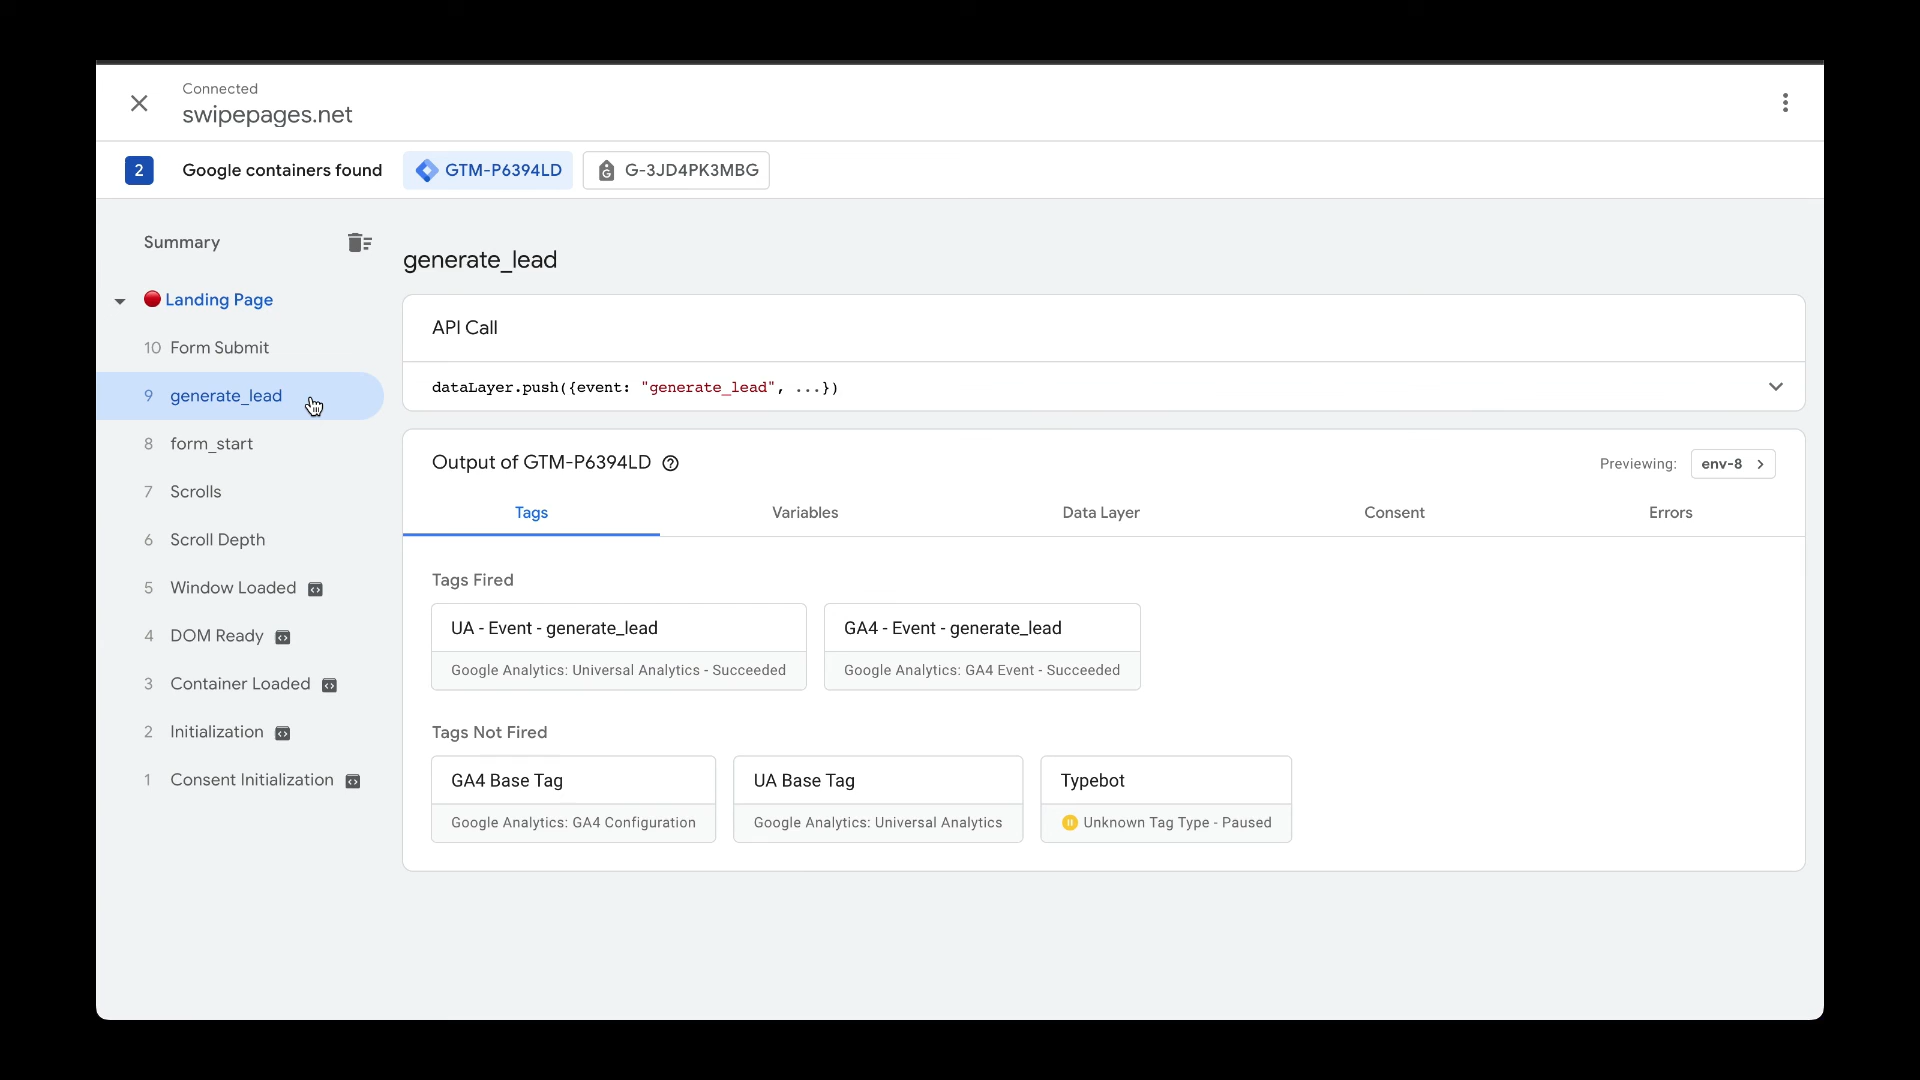 Connected
swipepages.net
2 Google containers found GTM-P6394LD G-3JD4PK3MBG
Summary
Landing Page
10 Form Submit
9 generate_lead
8 form_start
7 Scrolls
6 Scroll Depth
5 Window Loaded
4 DOM Ready
3 Container Loaded
2 Initialization
1 Consent Initialization
generate_lead
API Call
dataLayer.push({event: "generate_lead", ...})
Output of GTM-P6394LD
Previewing: env-8
Tags Variables Data Layer Consent Errors
Tags Fired
UA - Event - generate_lead
Google Analytics: Universal Analytics - Succeeded
GA4 - Event - generate_lead
Google Analytics: GA4 Event - Succeeded
Tags Not Fired
GA4 Base Tag
Google Analytics: GA4 Configuration
UA Base Tag
Google Analytics: Universal Analytics
Typebot
Unknown Tag Type - Paused